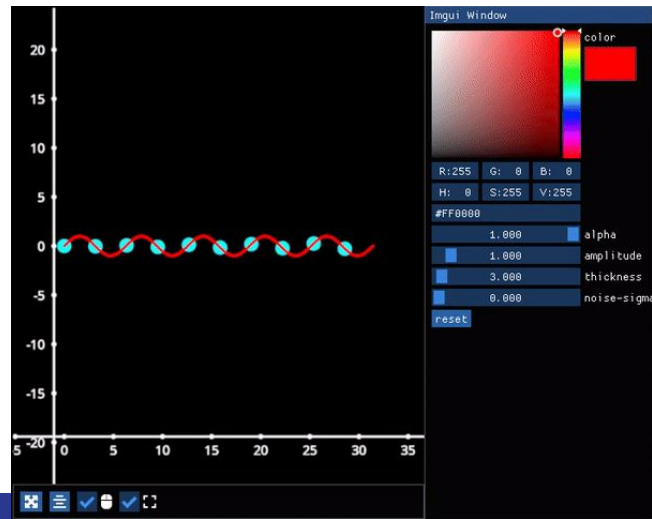 20
15
10
5
0
-5
-10
-15
-20
5 0 5 10 15 20 25 30 35
Imgui Window
color
R:255 G: 0 B: 0
H: 0 S:255 V:255
#FF0000
1.000 alpha
1.000 amplitude
3.000 thickness
0.000 noise-sigma
reset